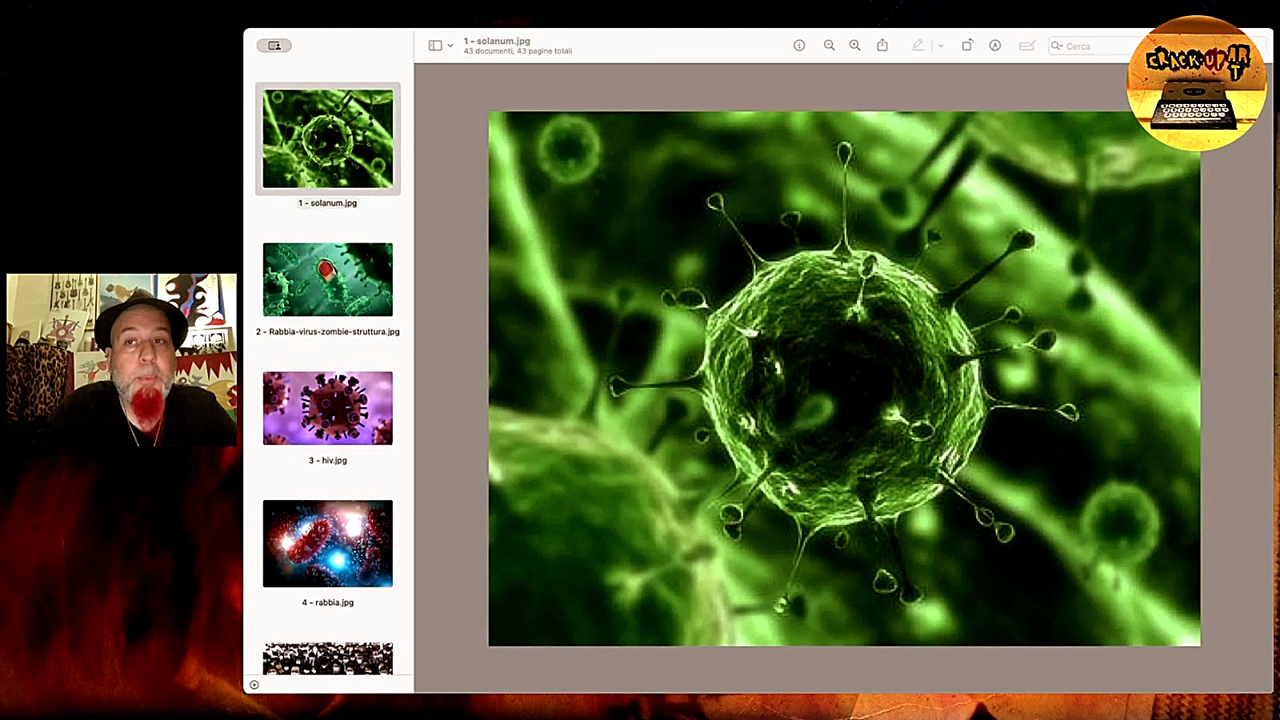 1 - solanum.jpg
43 documenti, 43 pagine totali
Cerca
CRACK-UP ART
1 - solanum.jpg
2 - Rabbia-virus-zombie-struttura.jpg
3 - hiv.jpg
4 - rabbia.jpg